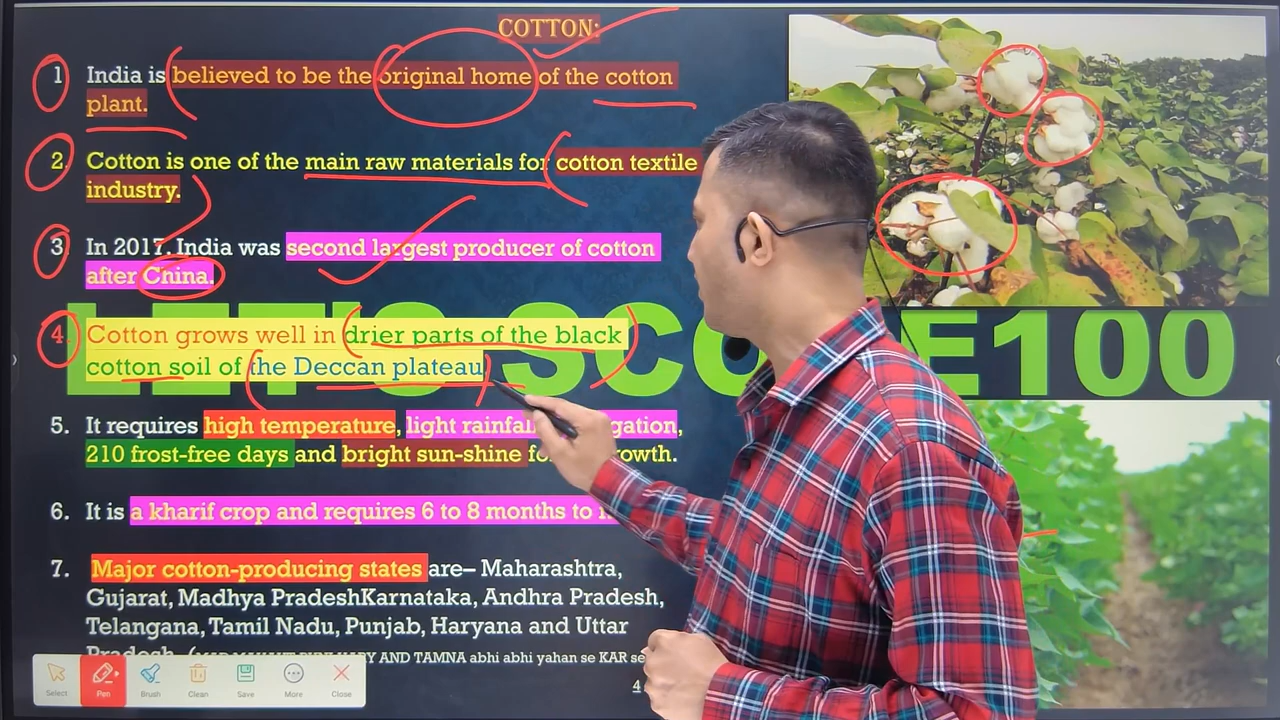 COTTON:
1 India is believed to be the original home of the cotton
plant.
2 Cotton is one of the main raw materials for cotton textile
industry.
3 In 2017, India was second largest producer of cotton
after China.
LET'S SCORE100
4. Cotton grows well in drier parts of the black
cotton soil of the Deccan plateau
5. It requires high temperature, light rainfall
210 frost-free days and bright sun-shine growth.
6. It is a kharif crop and requires 6 to 8 months to
7. Major cotton-producing states are– Maharashtra,
Gujarat, Madhya PradeshKarnataka, Andhra Pradesh,
Telangana, Tamil Nadu, Punjab, Haryana and Uttar
Pradesh. AND TAMNA abhi abhi yahan se KAR se
Select Pen Brush Clean Save More Close
4